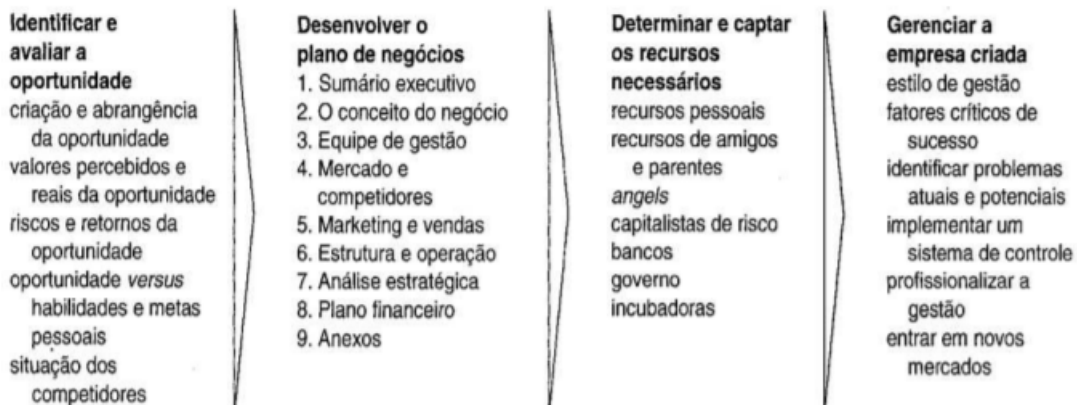 Identificar e
avaliar a
oportunidade
criação e abrangência
da oportunidade
valores percebidos e
reais da oportunidade
riscos e retornos da
oportunidade
oportunidade versus
habilidades e metas
pessoais
situação dos
competidores
Desenvolver o
plano de negócios
1. Sumário executivo
2. O conceito do negócio
3. Equipe de gestão
4. Mercado e
competidores
5. Marketing e vendas
6. Estrutura e operação
7. Análise estratégica
8. Plano financeiro
9. Anexos
Determinar e captar
os recursos
necessários
recursos pessoais
recursos de amigos
e parentes
angels
capitalistas de risco
bancos
governo
incubadoras
Gerenciar a
empresa criada
estilo de gestão
fatores críticos de
sucesso
identificar problemas
atuais e potenciais
implementar um
sistema de controle
profissionalizar a
gestão
entrar em novos
mercados